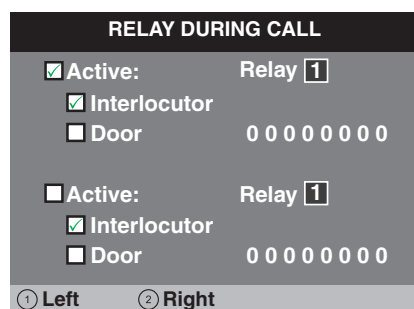 RELAY DURING CALL
Active: Relay 1
Interlocutor
Door 0 0 0 0 0 0 0 0
Active: Relay 1
Interlocutor
Door 0 0 0 0 0 0 0 0
1 Left 2 Right